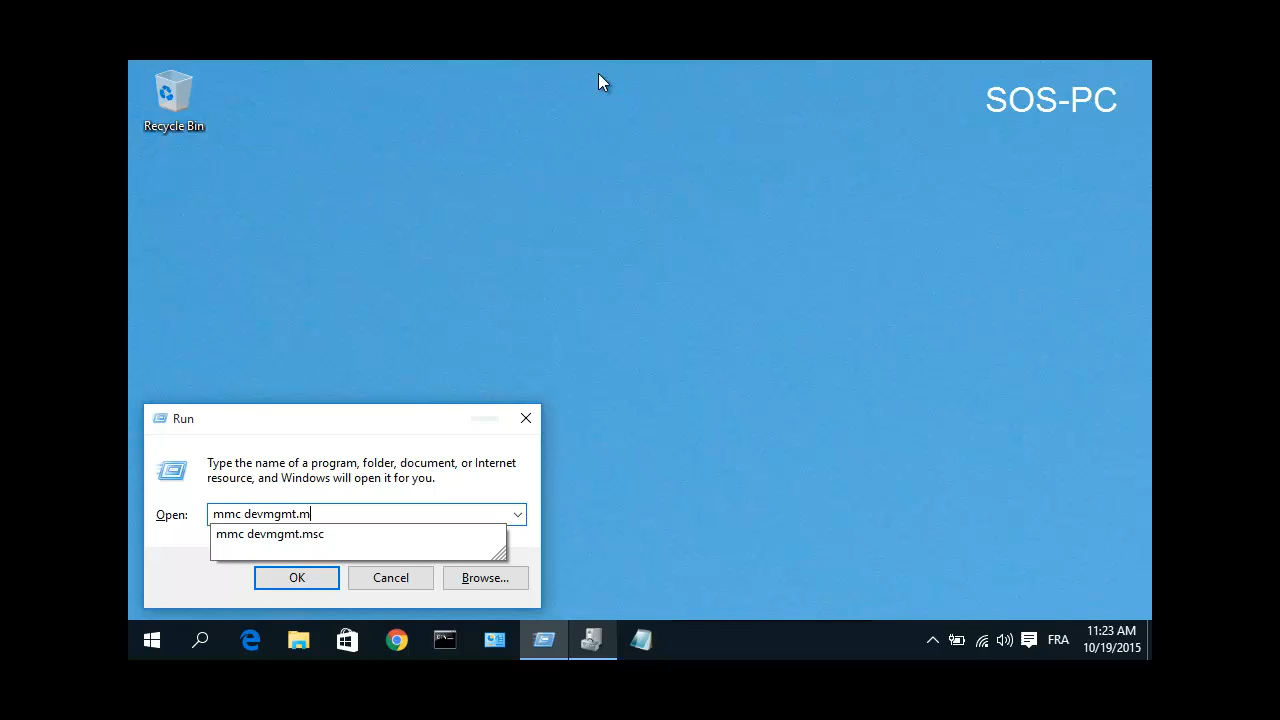 Recycle Bin
SOS-PC
Run
Type the name of a program, folder, document, or Internet
resource, and Windows will open it for you.
Open:
mmc devmgmt.m
mmc devmgmt.msc
OK
Cancel
Browse...
FRA
11:23 AM
10/19/2015